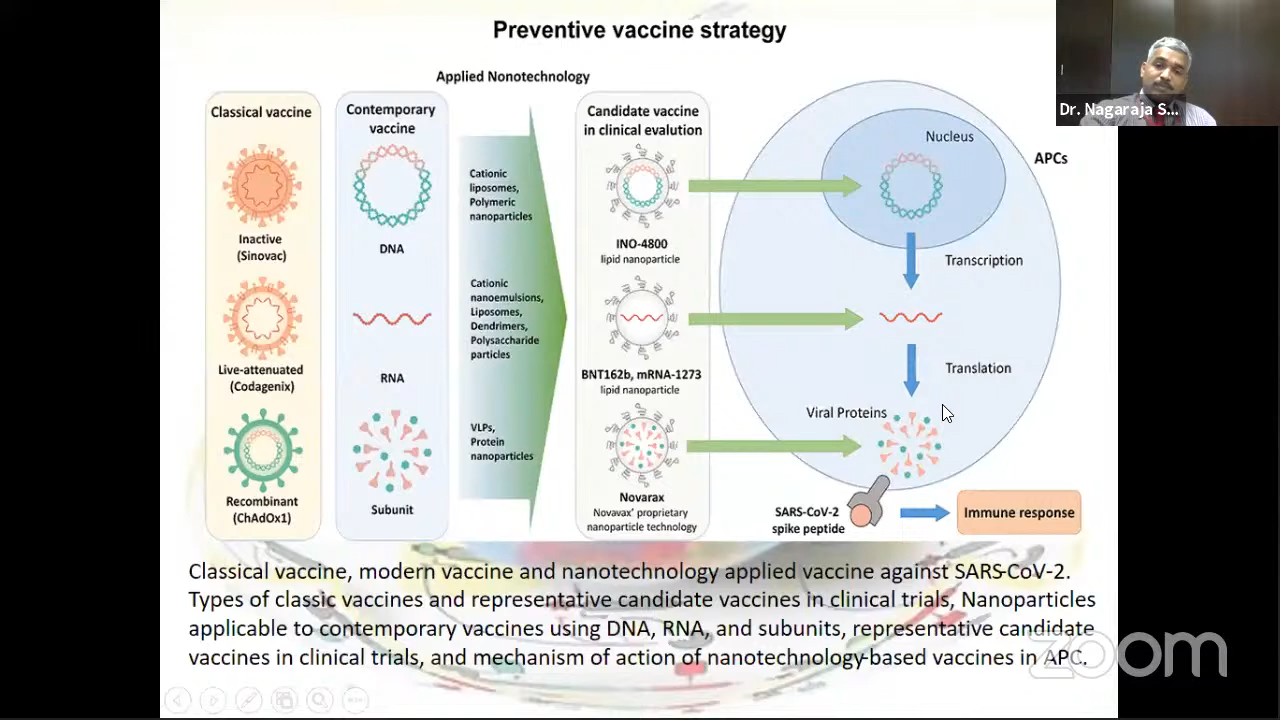 Preventive vaccine strategy
Applied Nonotechnology
Classical vaccine
Inactive
(Sinovac)
Live-attenuated
(Codagenix)
Recombinant
(ChAdOx1)
Contemporary
vaccine
DNA
RNA
Subunit
Cationic
liposomes,
Polymeric
nanoparticles
Cationic
nanoemulsions,
Liposomes,
Dendrimers,
Polysaccharide
particles
VLPs,
Protein
nanoparticles
Candidate vaccine
in clinical evalution
INO-4800
lipid nanoparticle
BNT162b, mRNA-1273
lipid nanoparticle
Novarax
Novavax’ proprietary
nanoparticle technology
Nucleus
APCs
Transcription
Translation
Viral Proteins
SARS-CoV-2
spike peptide
Immune response
Classical vaccine, modern vaccine and nanotechnology applied vaccine against SARS-CoV-2.
Types of classic vaccines and representative candidate vaccines in clinical trials, Nanoparticles
applicable to contemporary vaccines using DNA, RNA, and subunits, representative candidate
vaccines in clinical trials, and mechanism of action of nanotechnology-based vaccines in APC.
Dr. Nagaraja S...
zoom